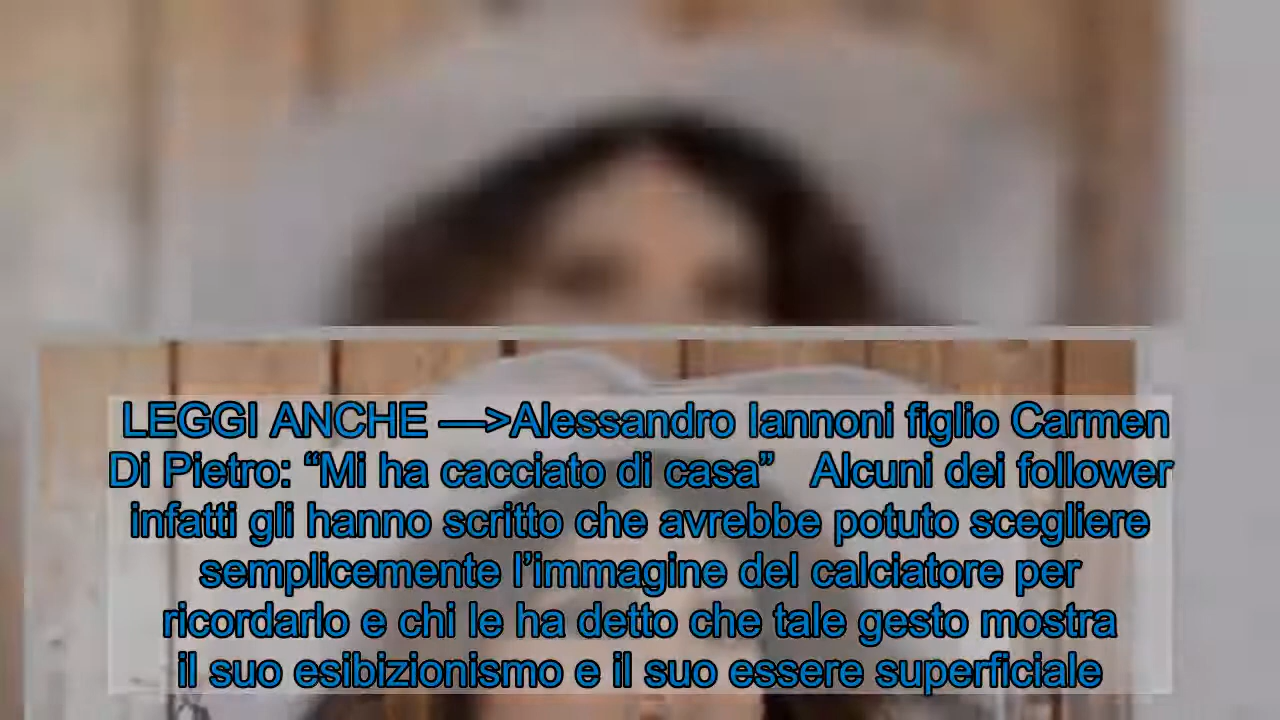 LEGGI ANCHE —>Alessandro Iannoni figlio Carmen
Di Pietro: “Mi ha cacciato di casa” Alcuni dei follower
infatti gli hanno scritto che avrebbe potuto scegliere
semplicemente l’immagine del calciatore per
ricordarlo e chi le ha detto che tale gesto mostra
il suo esibizionismo e il suo essere superficiale